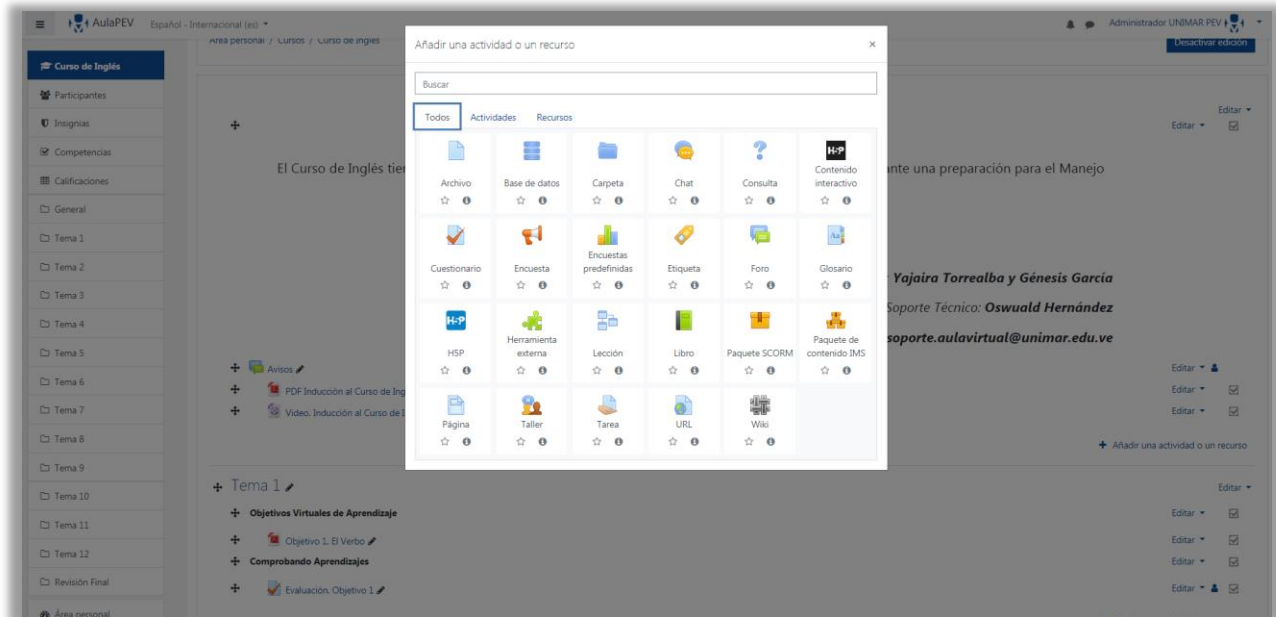 AulaPEV Español - Internacional (es)
Administrador UNIMAR PEV
Área personal / Cursos / Curso de Inglés
Desactivar edición
Curso de Inglés
Participantes
Insignias
Competencias
Calificaciones
General
Tema 1
Tema 2
Tema 3
Tema 4
Tema 5
Tema 6
Tema 7
Tema 8
Tema 9
Tema 10
Tema 11
Tema 12
Revisión Final
Área personal
Añadir una actividad o un recurso ×
Buscar
Todos Actividades Recursos
Archivo
Base de datos
Carpeta
Chat
Consulta
H-P
Contenido interactivo
Cuestionario
Encuesta
Encuestas predefinidas
Etiqueta
Foro
Glosario
H-P
H5P
Herramienta externa
Lección
Libro
Paquete SCORM
Paquete de contenido IMS
Página
Taller
Tarea
URL
Wiki
Editar
Editar
El Curso de Inglés
ante una preparación para el Manejo
Yajaira Torrealba y Génesis García
Soporte Técnico: Oswuald Hernández
soporte.aulavirtual@unimar.edu.ve
Avisos
Editar
PDF Inducción al Curso de
Editar
Video. Inducción al Curso de
Editar
Añadir una actividad o un recurso
Tema 1
Editar
Objetivos Virtuales de Aprendizaje
Editar
Objetivo 1. El Verbo
Editar
Comprobando Aprendizajes
Editar
Evaluación. Objetivo 1
Editar